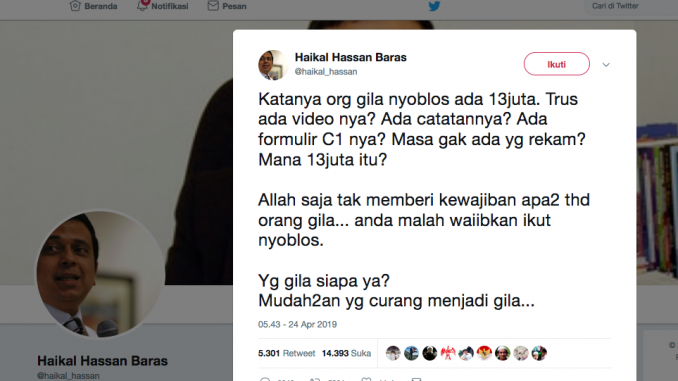 Beranda Notifikasi Pesan Cari di Twitter
Haikal Hassan Baras
@haikal_hassan
Ikuti
Katanya org gila nyoblos ada 13juta. Trus
ada video nya? Ada catatannya? Ada
formulir C1 nya? Masa gak ada yg rekam?
Mana 13juta itu?
Allah saja tak memberi kewajiban apa2 thd
orang gila... anda malah waiibkan ikut
nyoblos.
Yg gila siapa ya?
Mudah2an yg curang menjadi gila...
05.43 - 24 Apr 2019
5.301 Retweet 14.393 Suka
Haikal Hassan Baras
@haikal_hassan